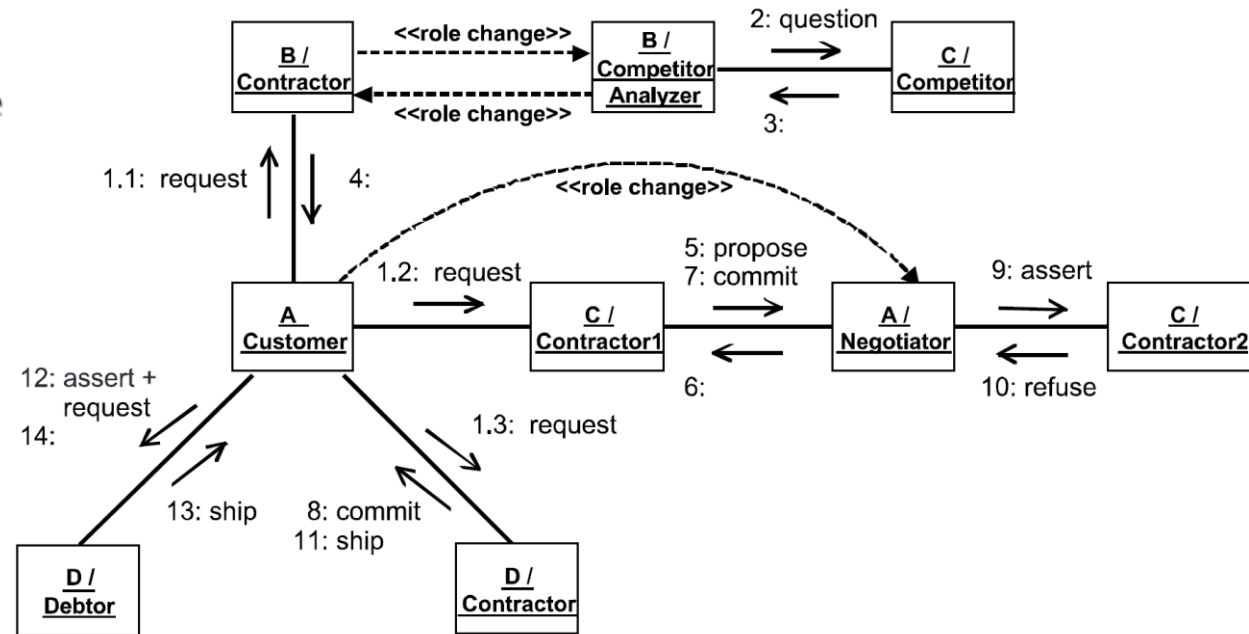 2: question
<<role change>>
B /
Contractor
B /
Competitor
Analyzer
C /
Competitor
<<role change>>
3:
1.1: request
4:
<<role change>>
5: propose
7: commit
1.2: request
9: assert
A
Customer
C /
Contractor1
A /
Negotiator
C /
Contractor2
6:
10: refuse
12: assert +
request
14:
1.3: request
13: ship
8: commit
11: ship
D /
Debtor
D /
Contractor